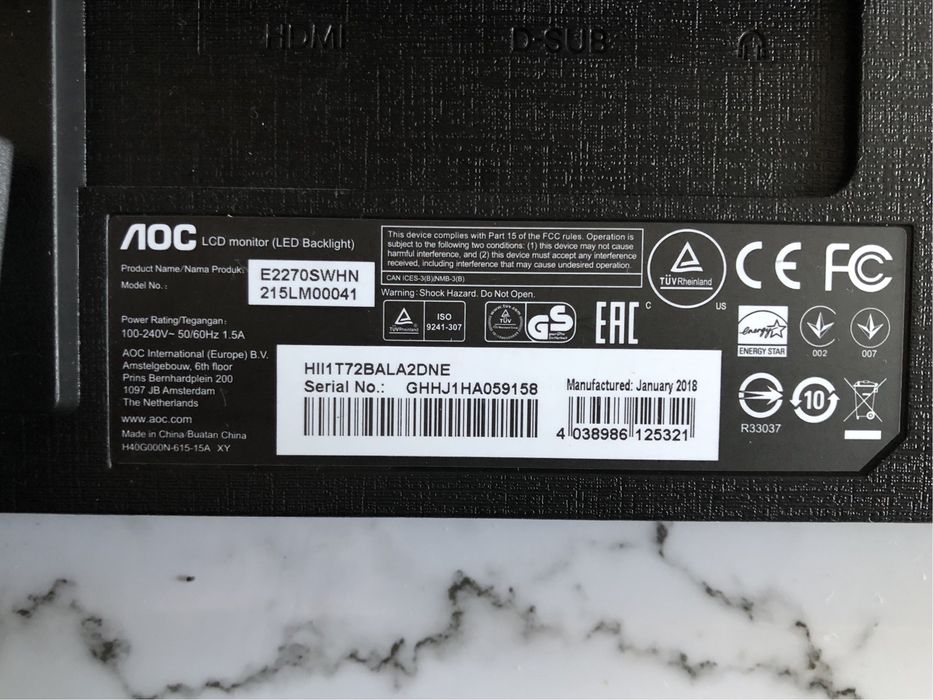 HDMI
D-SUB
AOC LCD monitor (LED Backlight)
Product Name/Nama Produk:
E2270SWHN
Model No.:
215LM00041
Power Rating/Tegangan:
100-240V~ 50/60Hz 1.5A
AOC International (Europe) B.V.
Amstelgebouw, 6th floor
Prins Bernhardplein 200
1097 JB Amsterdam
The Netherlands
www.aoc.com
Made in China/Buatan China
H40G000N-615-15A XY
This device complies with Part 15 of the FCC rules. Operation is
subject to the following two conditions: (1) this device may not cause
harmful interference, and (2) this device must accept any interference
received, including interference that may cause undesired operation.
CAN ICES-3(B)/NMB-3(B)
Warning: Shock Hazard. Do Not Open.
TÜVRheinland
ISO
9241-307
TÜV
GS
EAC
TÜVRheinland
C US
CE
FC
energy
ENERGY STAR
002
007
HII1T72BALA2DNE
Serial No.: GHHJ1HA059158
Manufactured: January 2018
4 038986 125321
R33037
10